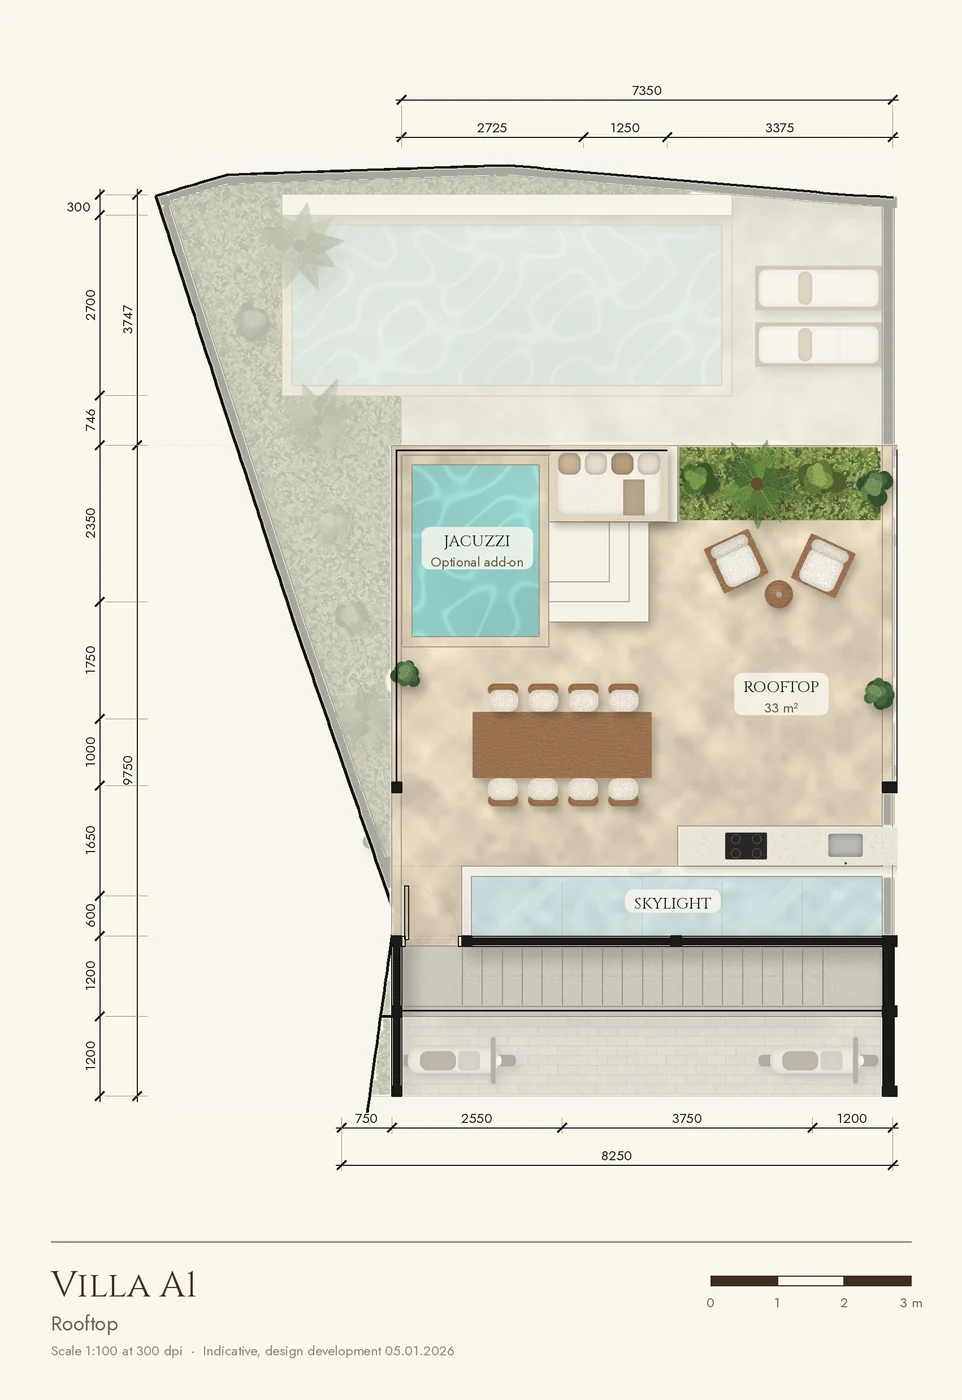 7350
2725 1250 3375
300
2700
3747
746
2350
JACUZZI
Optional add-on
1750
ROOFTOP
33 m²
1000
9750
1650
600
SKYLIGHT
1200
1200
750 2550 3750 1200
8250
VILLA A1
Rooftop
Scale 1:100 at 300 dpi · Indicative, design development 05.01.2026
0 1 2 3 m